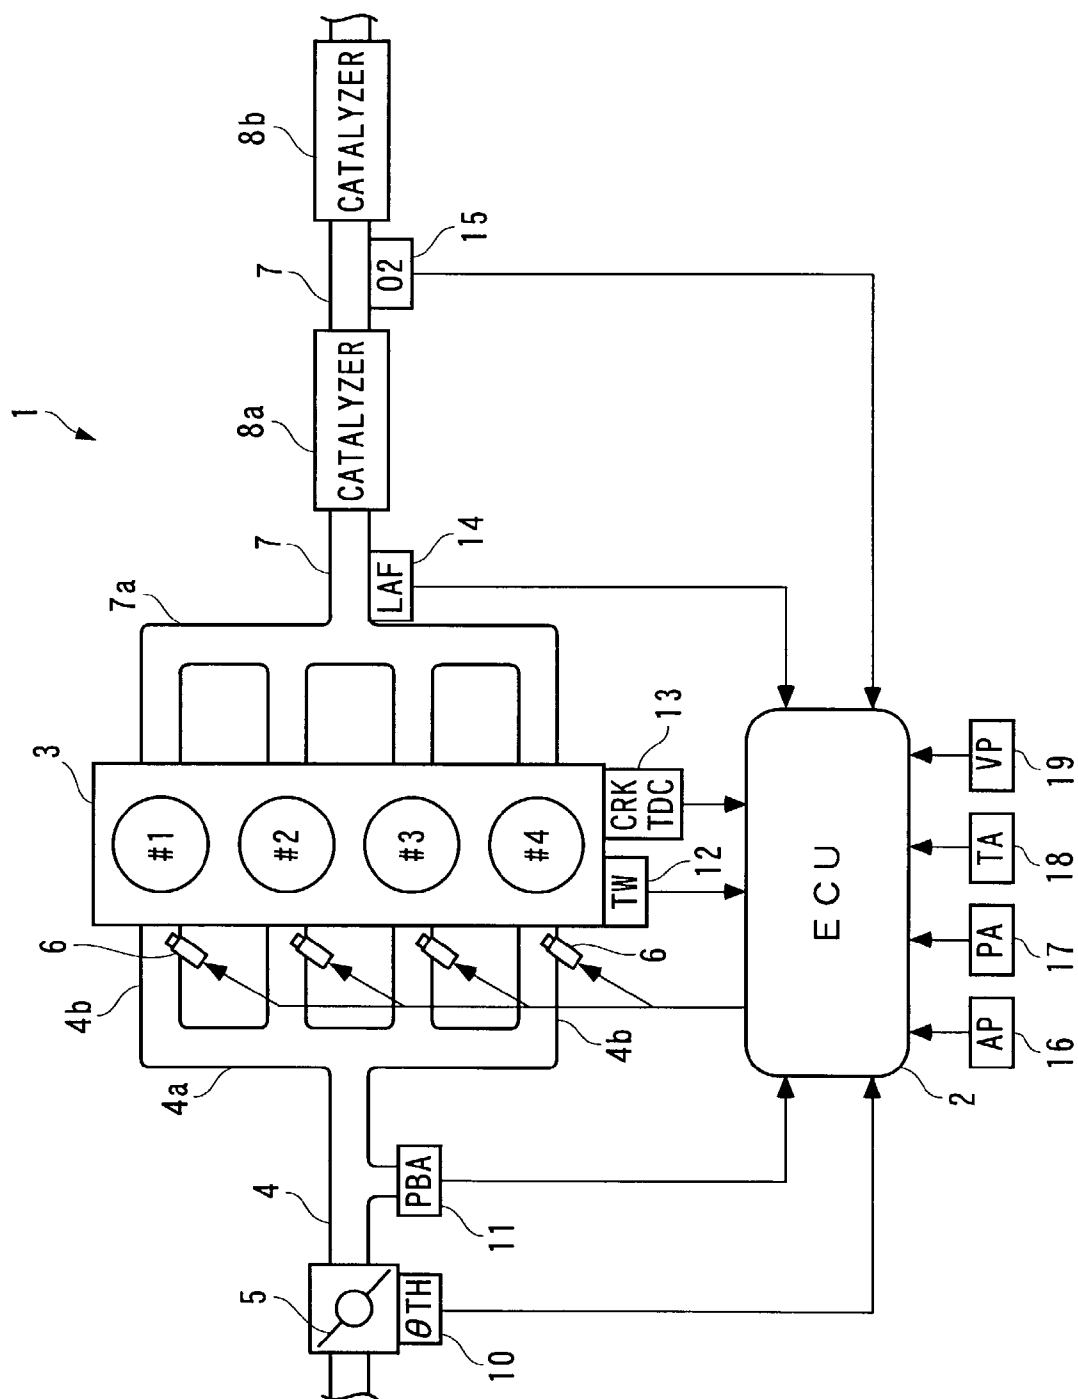 1
3
7a
7
8a
7
8b
CATALYZER
CATALYZER
4b
6
#1
#2
#3
#4
4a
4
5
θTH
10
PBA
11
4b
6
TW
12
CRK
TDC
13
LAF
14
O2
15
ECU
2
AP
16
PA
17
TA
18
VP
19